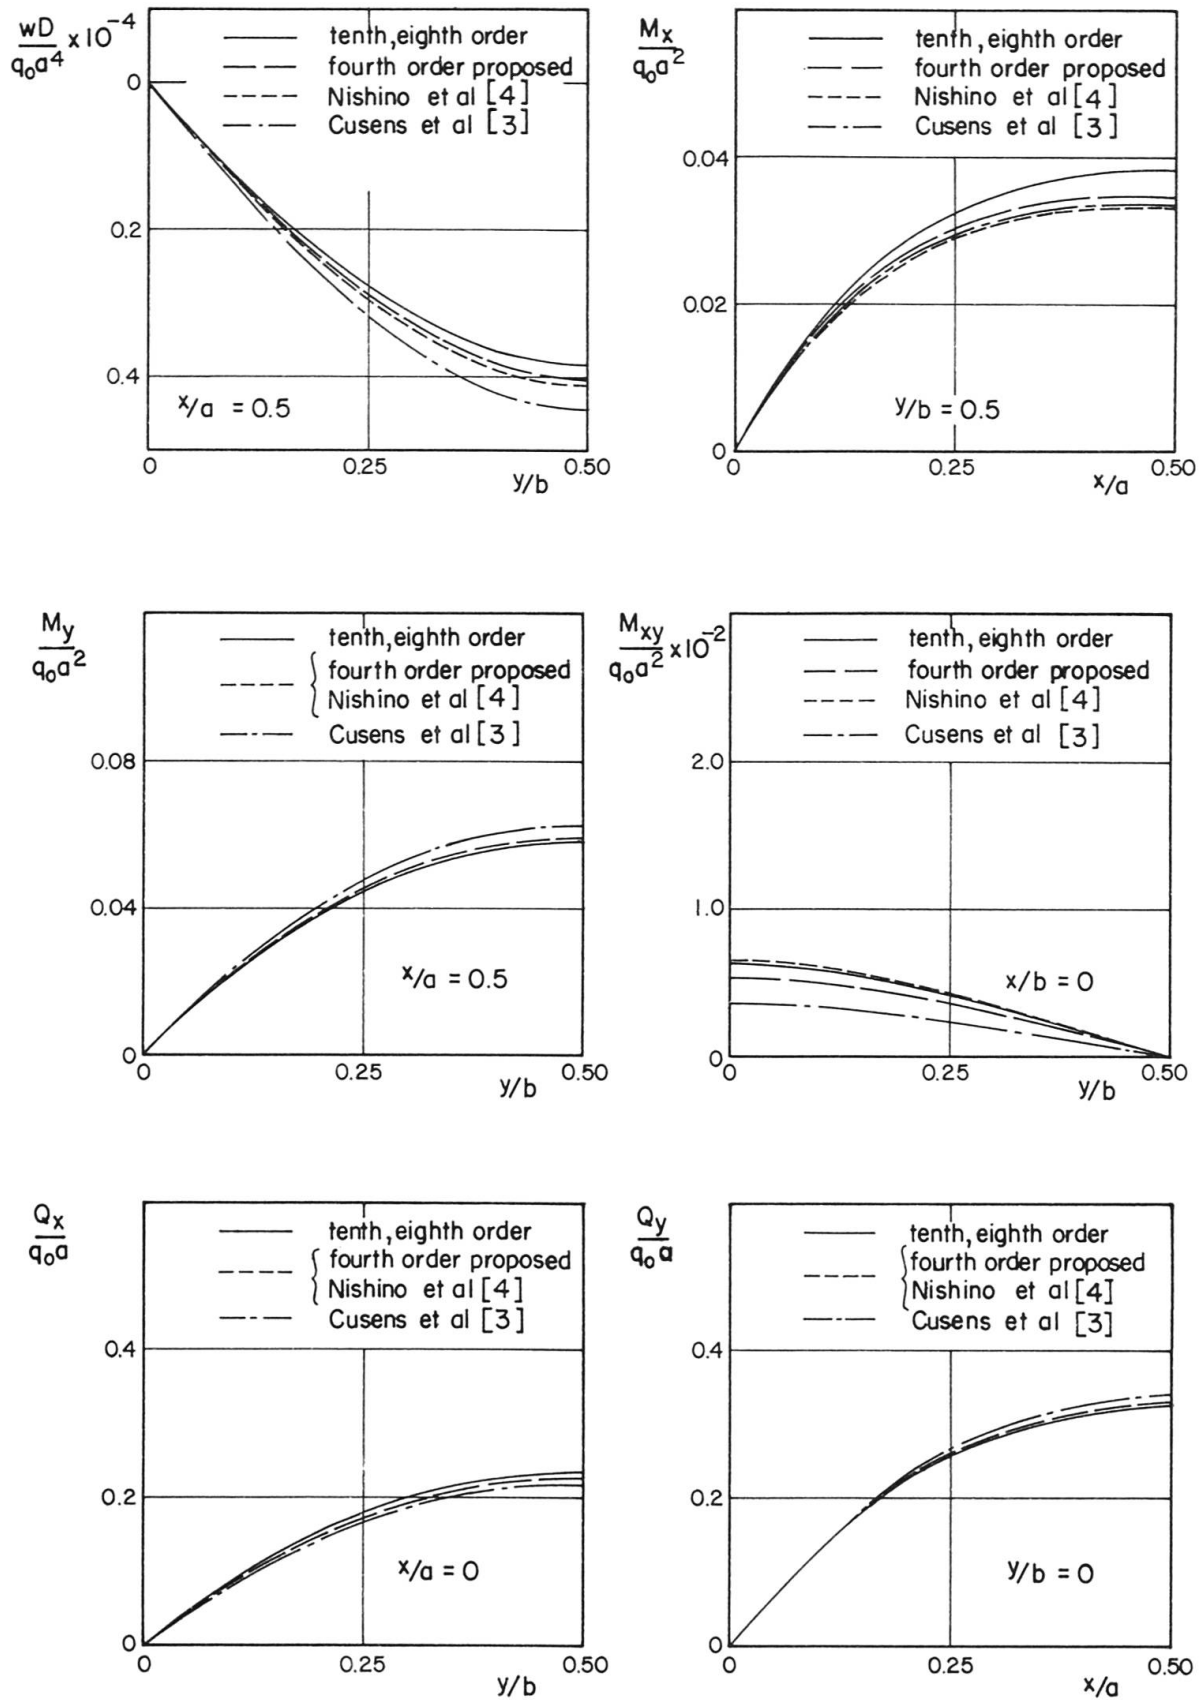 wD/q₀a⁴ ×10⁻⁴
-4
0
0.2
0.4
tenth, eighth order
fourth order proposed
Nishino et al [4]
Cusens et al [3]
x/a = 0.5
0 0.25 0.50
y/b
Mx/q₀a²
0.04
0.02
0
tenth, eighth order
fourth order proposed
Nishino et al [4]
Cusens et al [3]
y/b = 0.5
0 0.25 0.50
x/a
My/q₀a²
0.08
0.04
0
tenth, eighth order
fourth order proposed
Nishino et al [4]
Cusens et al [3]
x/a = 0.5
0 0.25 0.50
y/b
Mxy/q₀a² ×10⁻²
2.0
1.0
0
tenth, eighth order
fourth order proposed
Nishino et al [4]
Cusens et al [3]
x/b = 0
0 0.25 0.50
y/b
Qx/q₀a
0.4
0.2
0
tenth, eighth order
fourth order proposed
Nishino et al [4]
Cusens et al [3]
x/a = 0
0 0.25 0.50
y/b
Qy/q₀a
0.4
0.2
0
tenth, eighth order
fourth order proposed
Nishino et al [4]
Cusens et al [3]
y/b = 0
0 0.25 0.50
x/a